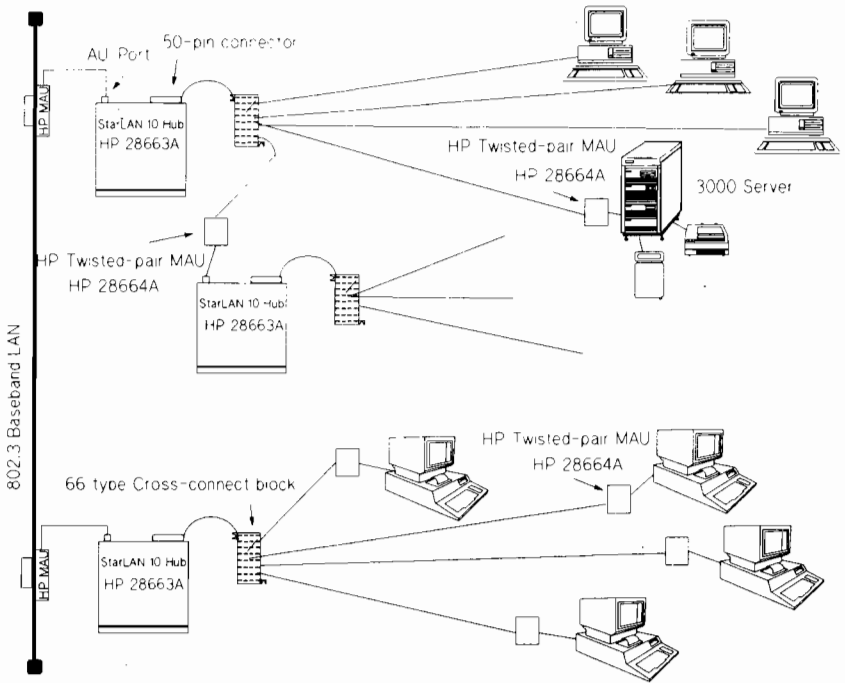 50-pin connector
AU Port
HP MAU
StarLAN 10 Hub
HP 28663A
HP Twisted-pair MAU
HP 28664A
3000 Server
HP Twisted-pair MAU
HP 28664A
StarLAN 10 Hub
HP 28663A
802.3 Baseband LAN
HP Twisted-pair MAU
HP 28664A
66 type Cross-connect block
HP MAU
StarLAN 10 Hub
HP 28663A